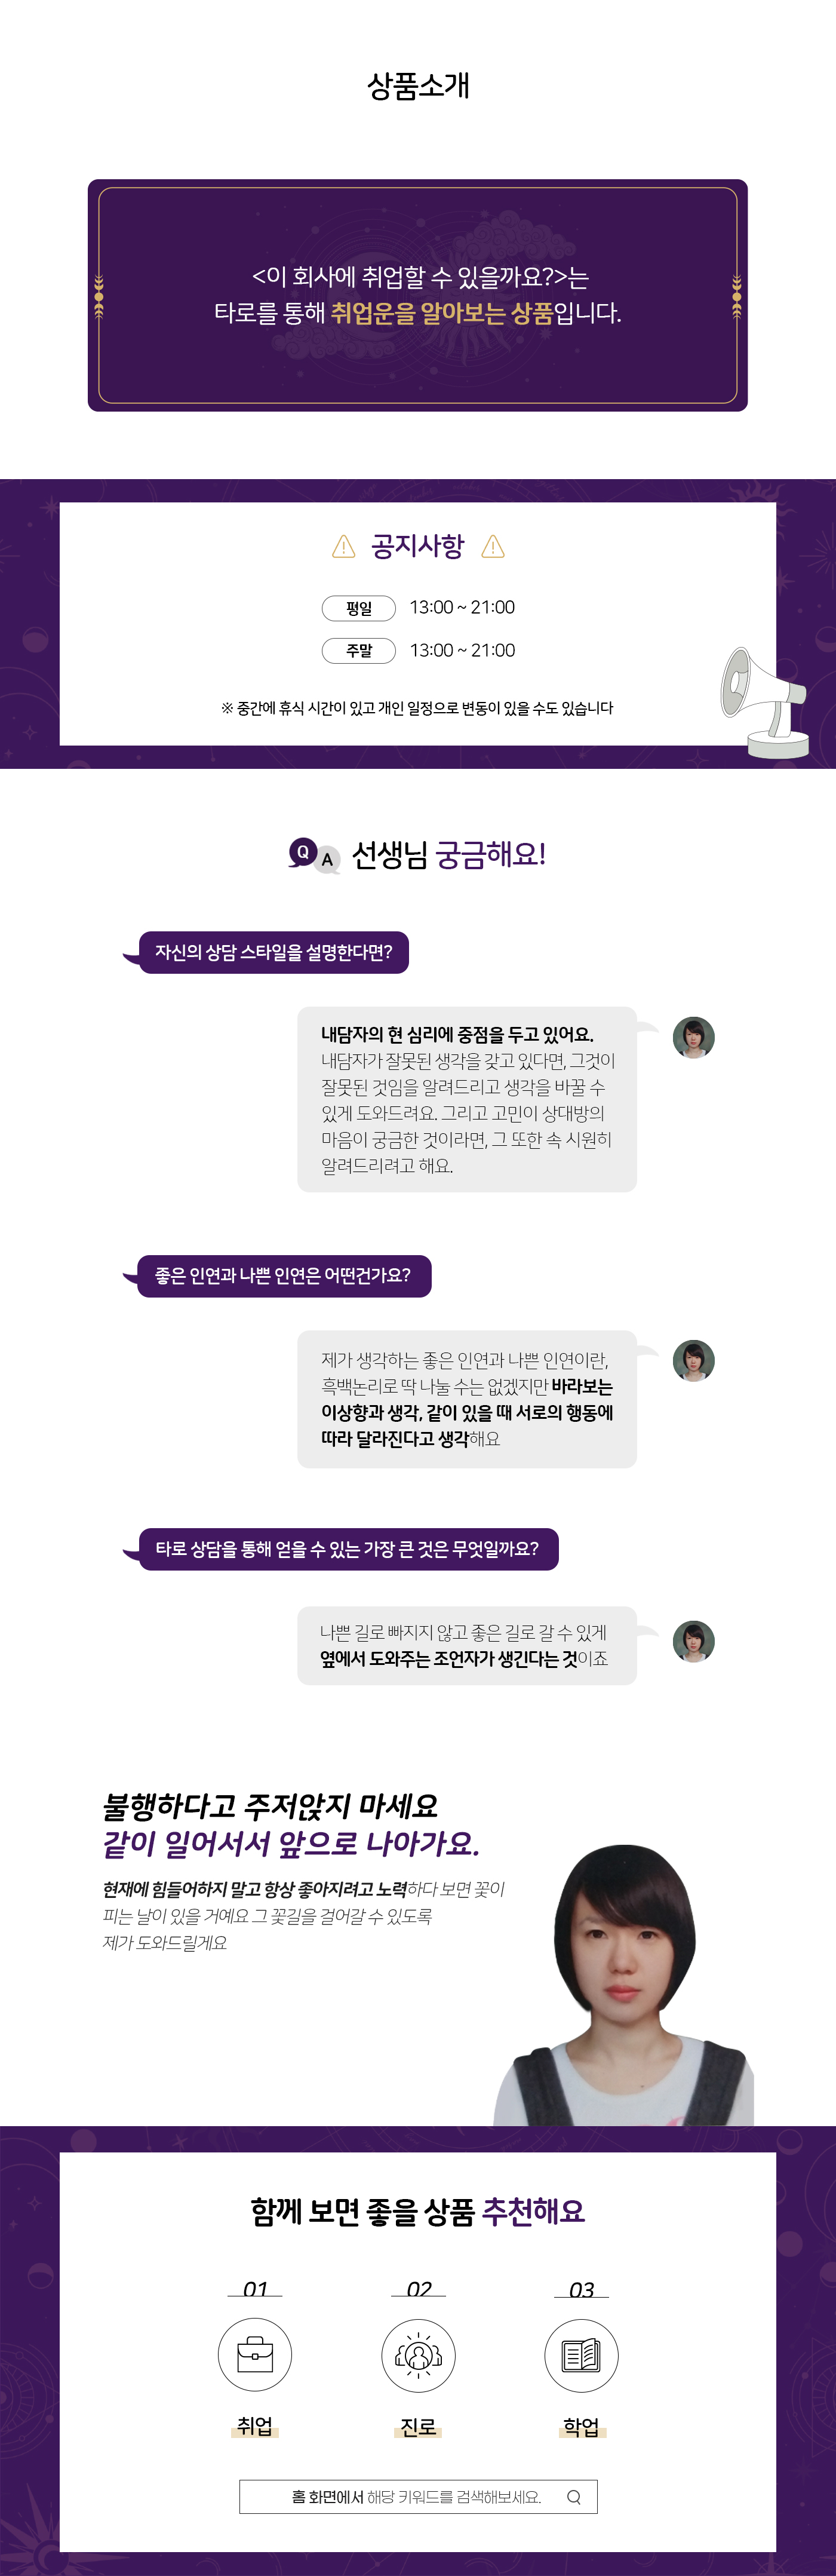 상품소개
<이 회사에 취업할 수 있을까요?>는
타로를 통해 취업운을 알아보는 상품입니다.
공지사항
평일 13:00 ~ 21:00
주말 13:00 ~ 21:00
※ 중간에 휴식 시간이 있고 개인 일정으로 변동이 있을 수도 있습니다
Q A 선생님 궁금해요!
자신의 상담 스타일을 설명한다면?
내담자의 현 심리에 중점을 두고 있어요.
내담자가 잘못된 생각을 갖고 있다면, 그것이
잘못된 것임을 알려드리고 생각을 바꿀 수
있게 도와드려요. 그리고 고민이 상대방의
마음이 궁금한 것이라면, 그 또한 속 시원히
알려드리려고 해요.
좋은 인연과 나쁜 인연은 어떤건가요?
제가 생각하는 좋은 인연과 나쁜 인연이란,
흑백논리로 딱 나눌 수는 없겠지만 바라보는
이상향과 생각, 같이 있을 때 서로의 행동에
따라 달라진다고 생각해요
타로 상담을 통해 얻을 수 있는 가장 큰 것은 무엇일까요?
나쁜 길로 빠지지 않고 좋은 길로 갈 수 있게
옆에서 도와주는 조언자가 생긴다는 것이죠
불행하다고 주저앉지 마세요
같이 일어서서 앞으로 나아가요.
현재에 힘들어하지 말고 항상 좋아지려고 노력하다 보면 꽃이
피는 날이 있을 거예요 그 꽃길을 걸어갈 수 있도록
제가 도와드릴게요
함께 보면 좋을 상품 추천해요
01 02 03
취업 진로 학업
홈 화면에서 해당 키워드를 검색해보세요.